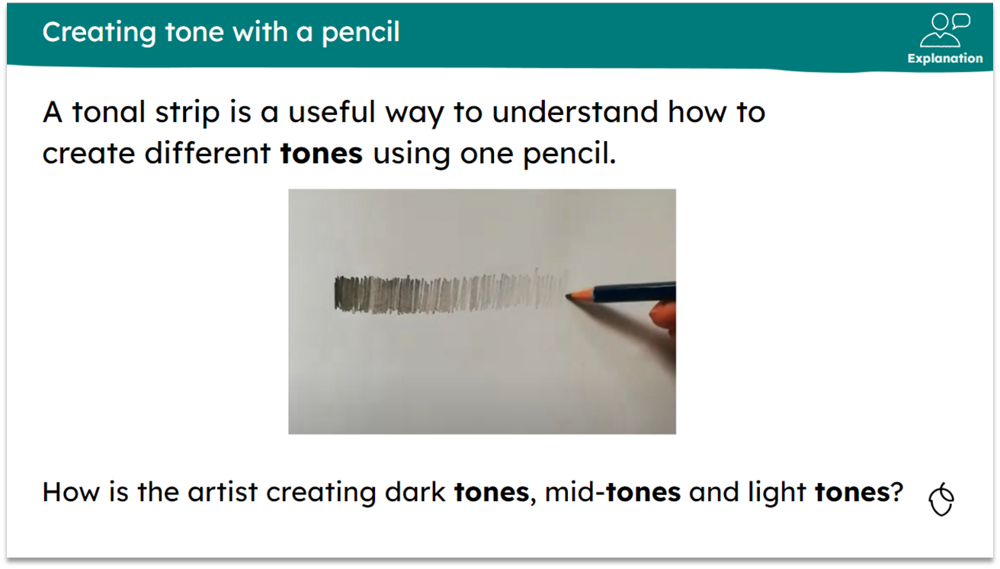 Creating tone with a pencil
Explanation
A tonal strip is a useful way to understand how to
create different tones using one pencil.
How is the artist creating dark tones, mid-tones and light tones?